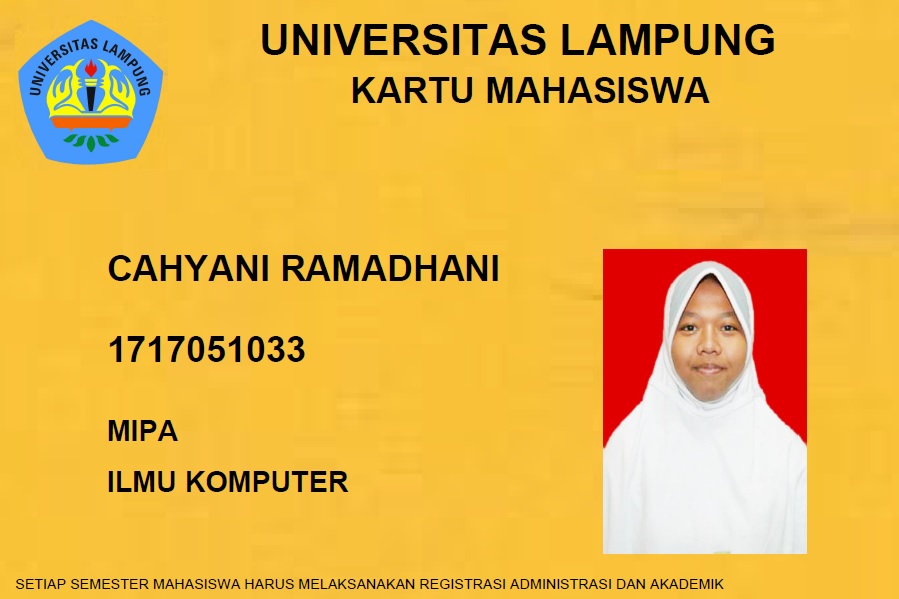 UNIVERSITAS LAMPUNG
UNIVERSITAS LAMPUNG
KARTU MAHASISWA
CAHYANI RAMADHANI
1717051033
MIPA
ILMU KOMPUTER
SETIAP SEMESTER MAHASISWA HARUS MELAKSANAKAN REGISTRASI ADMINISTRASI DAN AKADEMIK